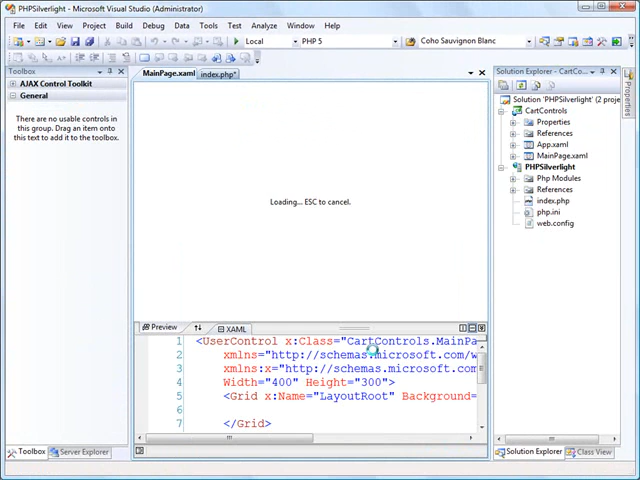 PHPSilverlight - Microsoft Visual Studio (Administrator)
File Edit View Project Build Debug Data Tools Test Analyze Window Help
Local PHP 5 Coho Sauvignon Blanc
Toolbox
AJAX Control Toolkit
General
There are no usable controls in
this group. Drag an item onto
this text to add it to the toolbox.
MainPage.xaml index.php*
Loading... ESC to cancel.
Preview XAML
1 <UserControl x:Class="CartControls.MainPa
2 xmlns="http://schemas.microsoft.com/w
3 xmlns:x="http://schemas.microsoft.com
4 Width="400" Height="300">
5 <Grid x:Name="LayoutRoot" Background=
6
7 </Grid>
Solution Explorer - CartCo...
Solution 'PHPSilverlight' (2 proje
CartControls
Properties
References
App.xaml
MainPage.xaml
PHPSilverlight
Php Modules
References
index.php
php.ini
web.config
Properties
Toolbox Server Explorer
Solution Explorer Class View